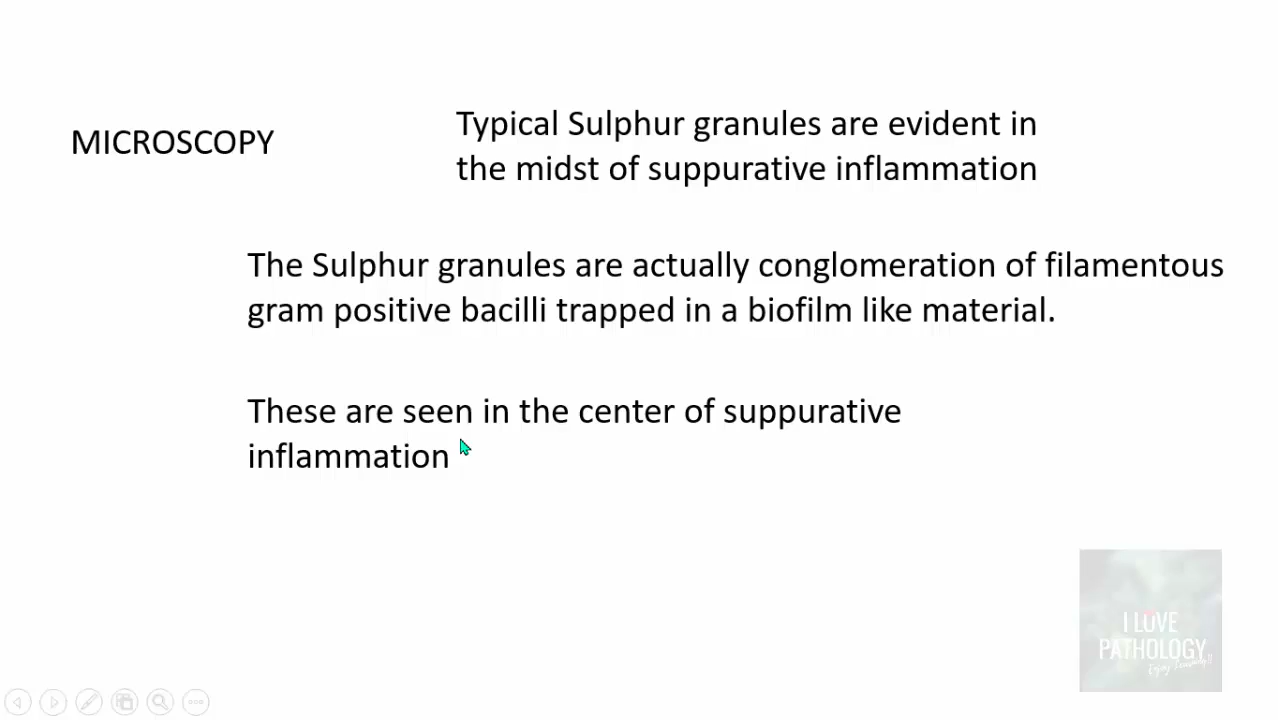 MICROSCOPY
Typical Sulphur granules are evident in
the midst of suppurative inflammation
The Sulphur granules are actually conglomeration of filamentous
gram positive bacilli trapped in a biofilm like material.
These are seen in the center of suppurative
inflammation
I LOVE
PATHOLOGY